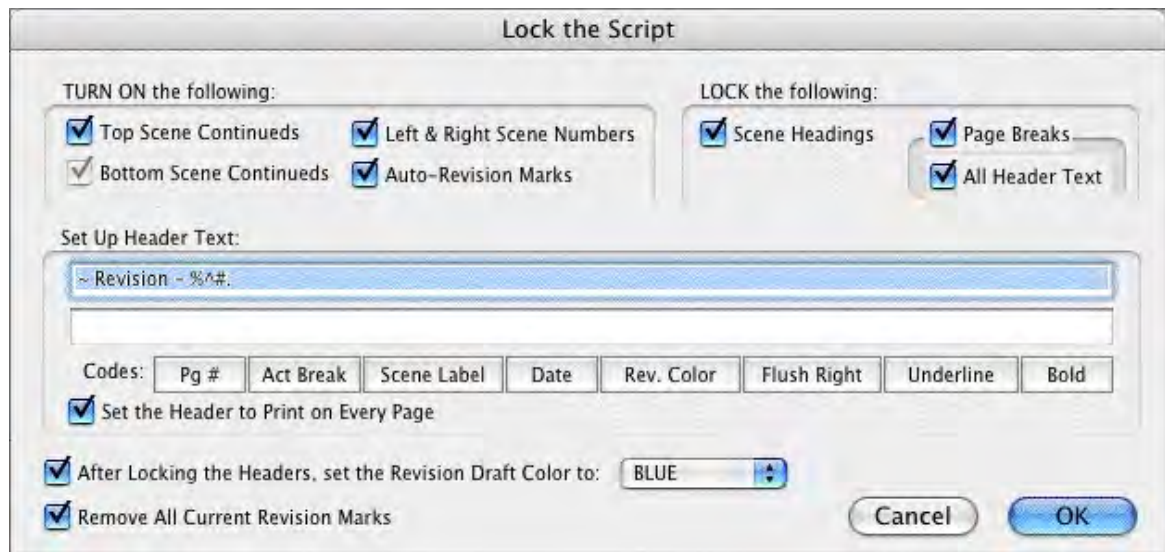 Lock the Script
TURN ON the following:
Top Scene Continueds
Left & Right Scene Numbers
Bottom Scene Continueds
Auto-Revision Marks
LOCK the following:
Scene Headings
Page Breaks
All Header Text
Set Up Header Text:
~ Revision - %^#.
Codes: Pg # Act Break Scene Label Date Rev. Color Flush Right Underline Bold
Set the Header to Print on Every Page
After Locking the Headers, set the Revision Draft Color to: BLUE
Remove All Current Revision Marks
Cancel OK